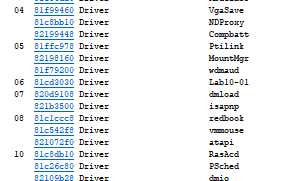 04 81f99460 Driver VgaSave
81c8bb10 Driver NDProxy
82199448 Driver Compbatt
05 81ffc978 Driver Ptilink
82198160 Driver MountMgr
81f79200 Driver wdmaud
06 81cd3030 Driver Lab10-01
07 820d9108 Driver dmload
821b3500 Driver isapnp
08 81c1ccc8 Driver redbook
81c542f8 Driver vmmouse
821072f0 Driver atapi
10 81c8db10 Driver RasAcd
81c26c80 Driver PSched
82109b28 Driver dmio